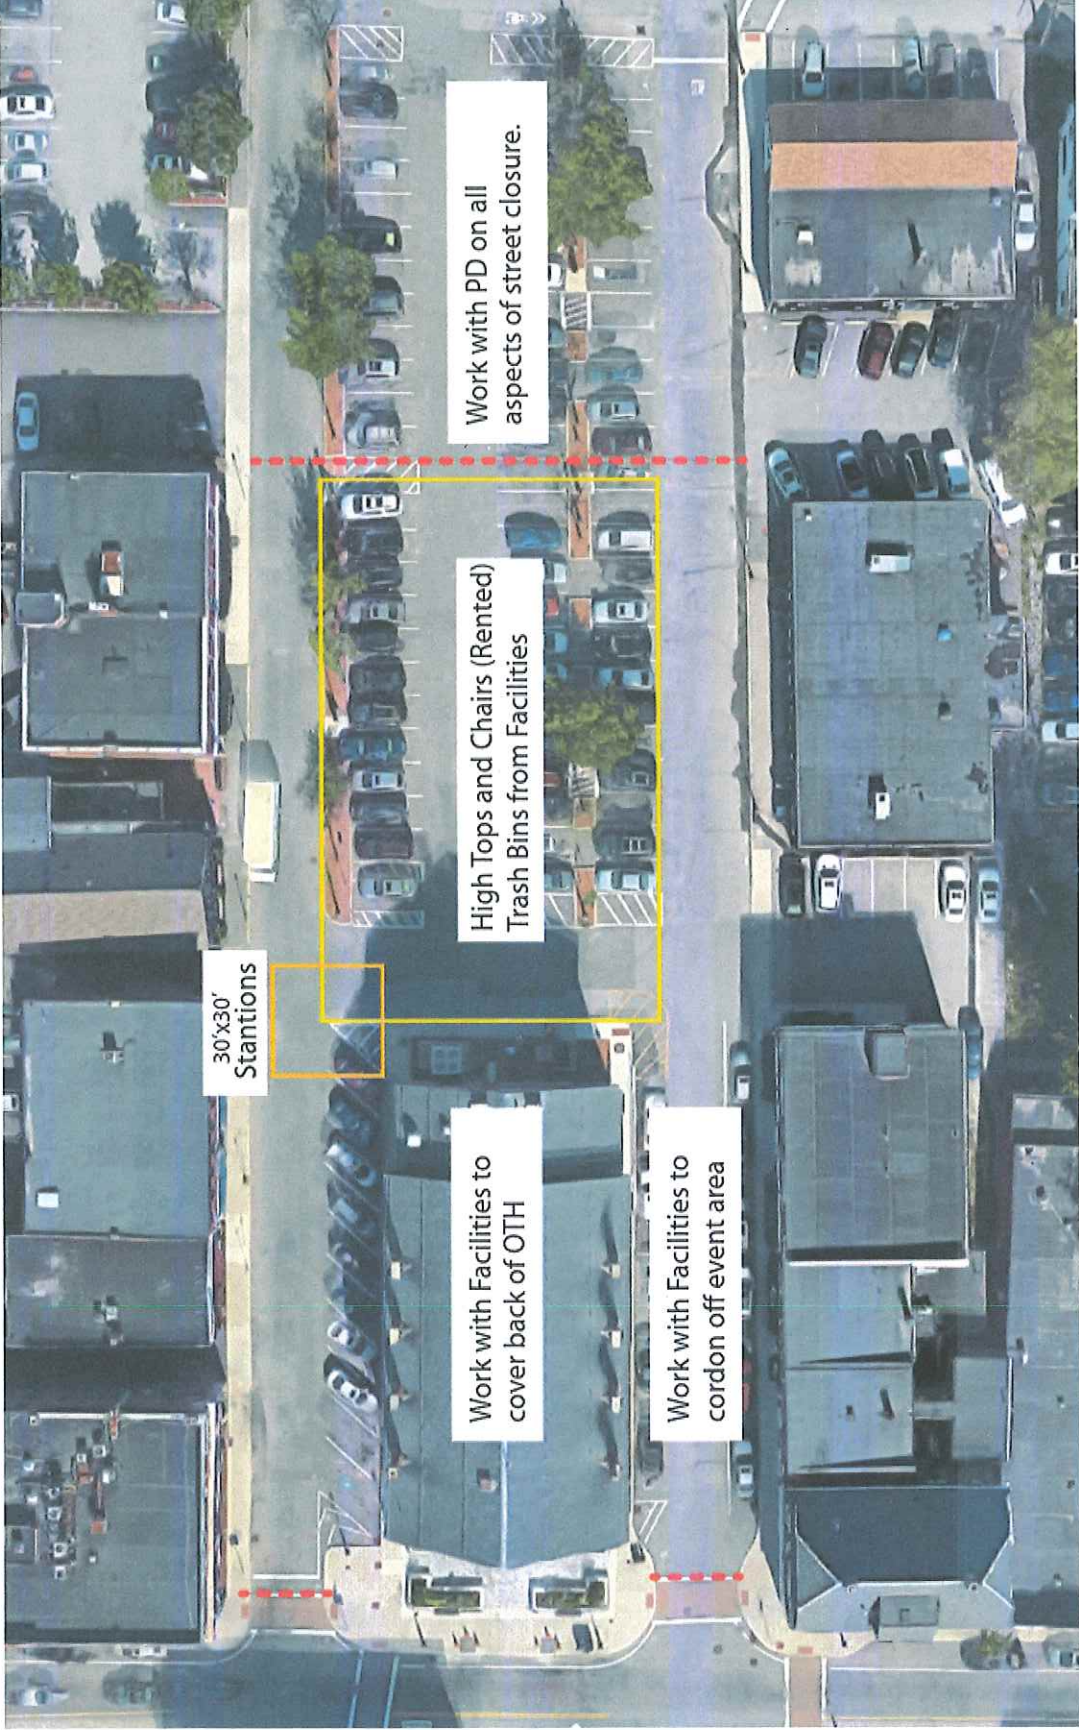 30'x30'
Stantions
Work with Facilities to
cover back of OTH
High Tops and Chairs (Rented)
Trash Bins from Facilities
Work with PD on all
aspects of street closure.
Work with Facilities to
cordon off event area